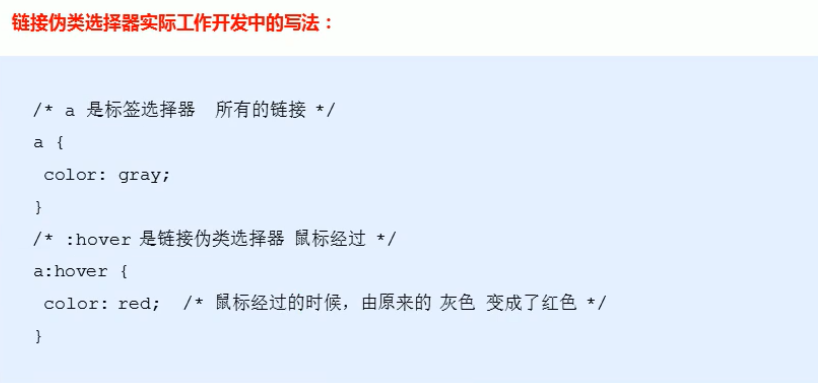 链接伪类选择器实际工作开发中的写法：
/* a 是标签选择器  所有的链接 */
a {
 color: gray;
}
/* :hover 是链接伪类选择器 鼠标经过 */
a:hover {
 color: red;  /* 鼠标经过的时候，由原来的 灰色 变成了红色 */
}